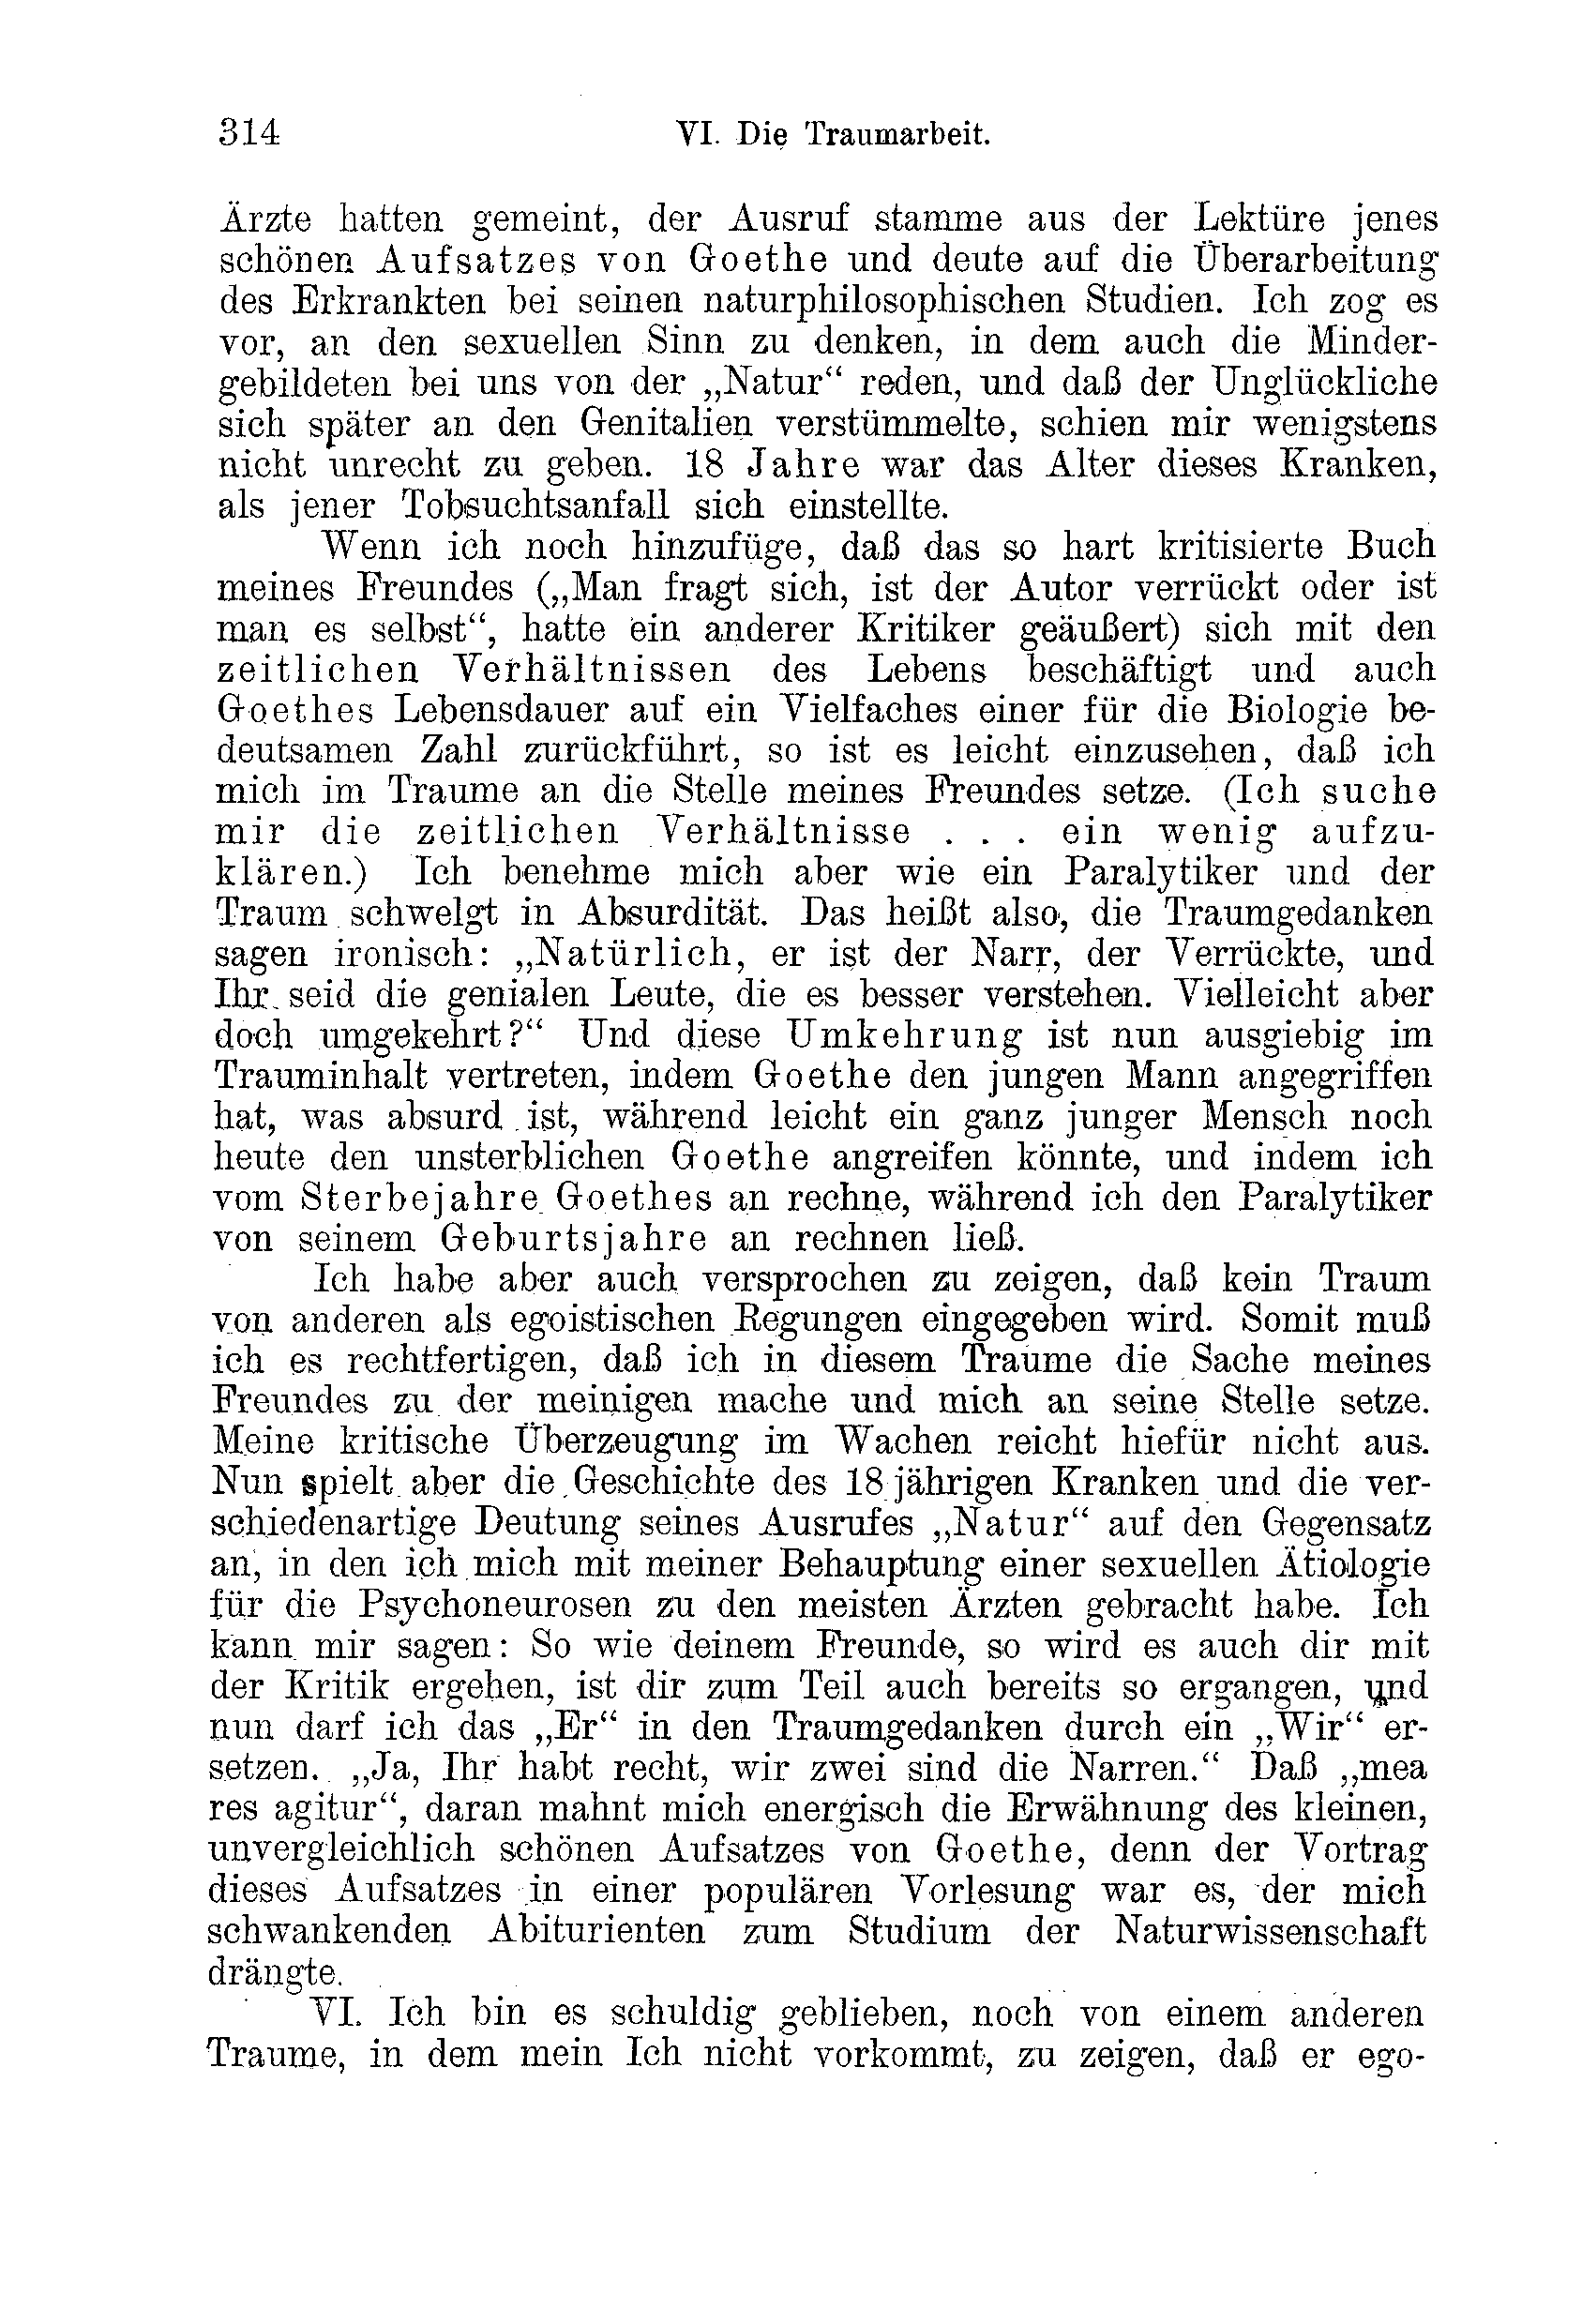 314 VI. Die Traumarbeit.
Ärzte hatten gemeint, der Ausruf stamme aus der Lektüre jenes
schönen Aufsatzes von Goethe und deute auf die Überarbeitung
des Erkrankten bei seinen naturphilosophischen Studien. Ich zog es
vor, an den sexuellen Sinn zu denken, in dem auch die Minder-
gebildeten bei uns von der „Natur“ reden, und daß der Unglückliche
sich später an den Genitalien verstümmelte, schien mir wenigstens
nicht unrecht zu geben. 18 Jahre war das Alter dieses Kranken,
als jener Tobsuchtsanfall sich einstellte.
Wenn ich noch hinzufüge, daß das so hart kritisierte Buch
meines Freundes („Man fragt sich, ist der Autor verrückt oder ist
man es selbst“, hatte ein anderer Kritiker geäußert) sich mit den
zeitlichen Verhältnissen des Lebens beschäftigt und auch
Goethes Lebensdauer auf ein Vielfaches einer für die Biologie be-
deutsamen Zahl zurückführt, so ist es leicht einzusehen, daß ich
mich im Traume an die Stelle meines Freundes setze. (Ich suche
mir die zeitlichen Verhältnisse . . . ein wenig aufzu-
klären.) Ich benehme mich aber wie ein Paralytiker und der
Traum schwelgt in Absurdität. Das heißt also, die Traumgedanken
sagen ironisch: „Natürlich, er ist der Narr, der Verrückte, und
Ihr seid die genialen Leute, die es besser verstehen. Vielleicht aber
doch umgekehrt?“ Und diese Umkehrung ist nun ausgiebig im
Trauminhalt vertreten, indem Goethe den jungen Mann angegriffen
hat, was absurd ist, während leicht ein ganz junger Mensch noch
heute den unsterblichen Goethe angreifen könnte, und indem ich
vom Sterbejahre Goethes an rechne, während ich den Paralytiker
von seinem Geburtsjahre an rechnen ließ.
Ich habe aber auch versprochen zu zeigen, daß kein Traum
von anderen als egoistischen Regungen eingegeben wird. Somit muß
ich es rechtfertigen, daß ich in diesem Traume die Sache meines
Freundes zu der meinigen mache und mich an seine Stelle setze.
Meine kritische Überzeugung im Wachen reicht hiefür nicht aus.
Nun spielt aber die Geschichte des 18jährigen Kranken und die ver-
schiedenartige Deutung seines Ausrufes „Natur“ auf den Gegensatz
an, in den ich mich mit meiner Behauptung einer sexuellen Ätiologie
für die Psychoneurosen zu den meisten Ärzten gebracht habe. Ich
kann mir sagen: So wie deinem Freunde, so wird es auch dir mit
der Kritik ergehen, ist dir zum Teil auch bereits so ergangen, und
nun darf ich das „Er“ in den Traumgedanken durch ein „Wir“ er-
setzen. „Ja, Ihr habt recht, wir zwei sind die Narren.“ Daß „mea
res agitur“, daran mahnt mich energisch die Erwähnung des kleinen,
unvergleichlich schönen Aufsatzes von Goethe, denn der Vortrag
dieses Aufsatzes in einer populären Vorlesung war es, der mich
schwankenden Abiturienten zum Studium der Naturwissenschaft
drängte.
VI. Ich bin es schuldig geblieben, noch von einem anderen
Traume, in dem mein Ich nicht vorkommt, zu zeigen, daß er ego-